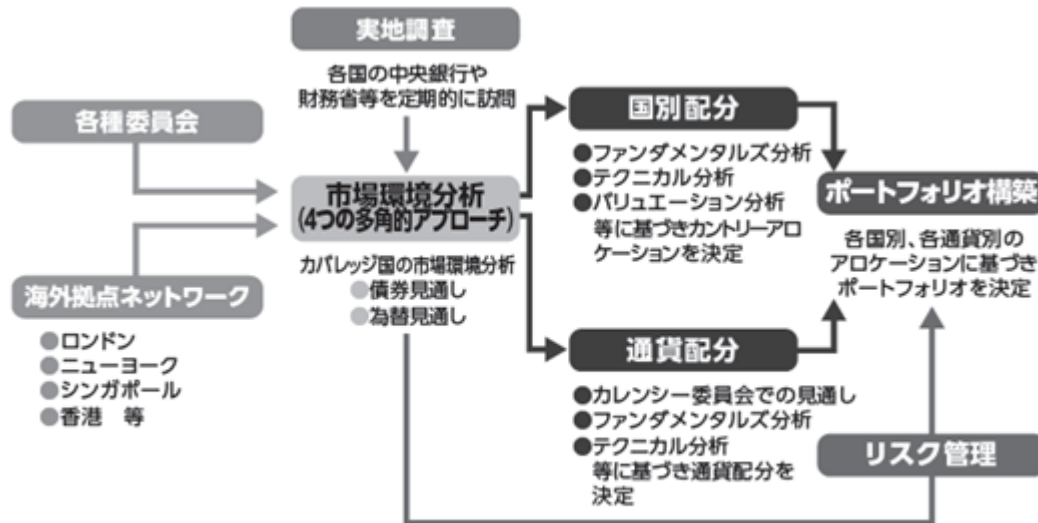 実地調査
各国の中央銀行や
財務省等を定期的に訪問
各種委員会
海外拠点ネットワーク
●ロンドン
●ニューヨーク
●シンガポール
●香港　等
市場環境分析
(4つの多角的アプローチ)
カバレッジ国の市場環境分析
●債券見通し
●為替見通し
国別配分
●ファンダメンタルズ分析
●テクニカル分析
●バリュエーション分析
等に基づきカントリーアロ
ケーションを決定
通貨配分
●カレンシー委員会での見通し
●ファンダメンタルズ分析
●テクニカル分析
等に基づき通貨配分を
決定
ポートフォリオ構築
各国別、各通貨別の
アロケーションに基づき
ポートフォリオを決定
リスク管理